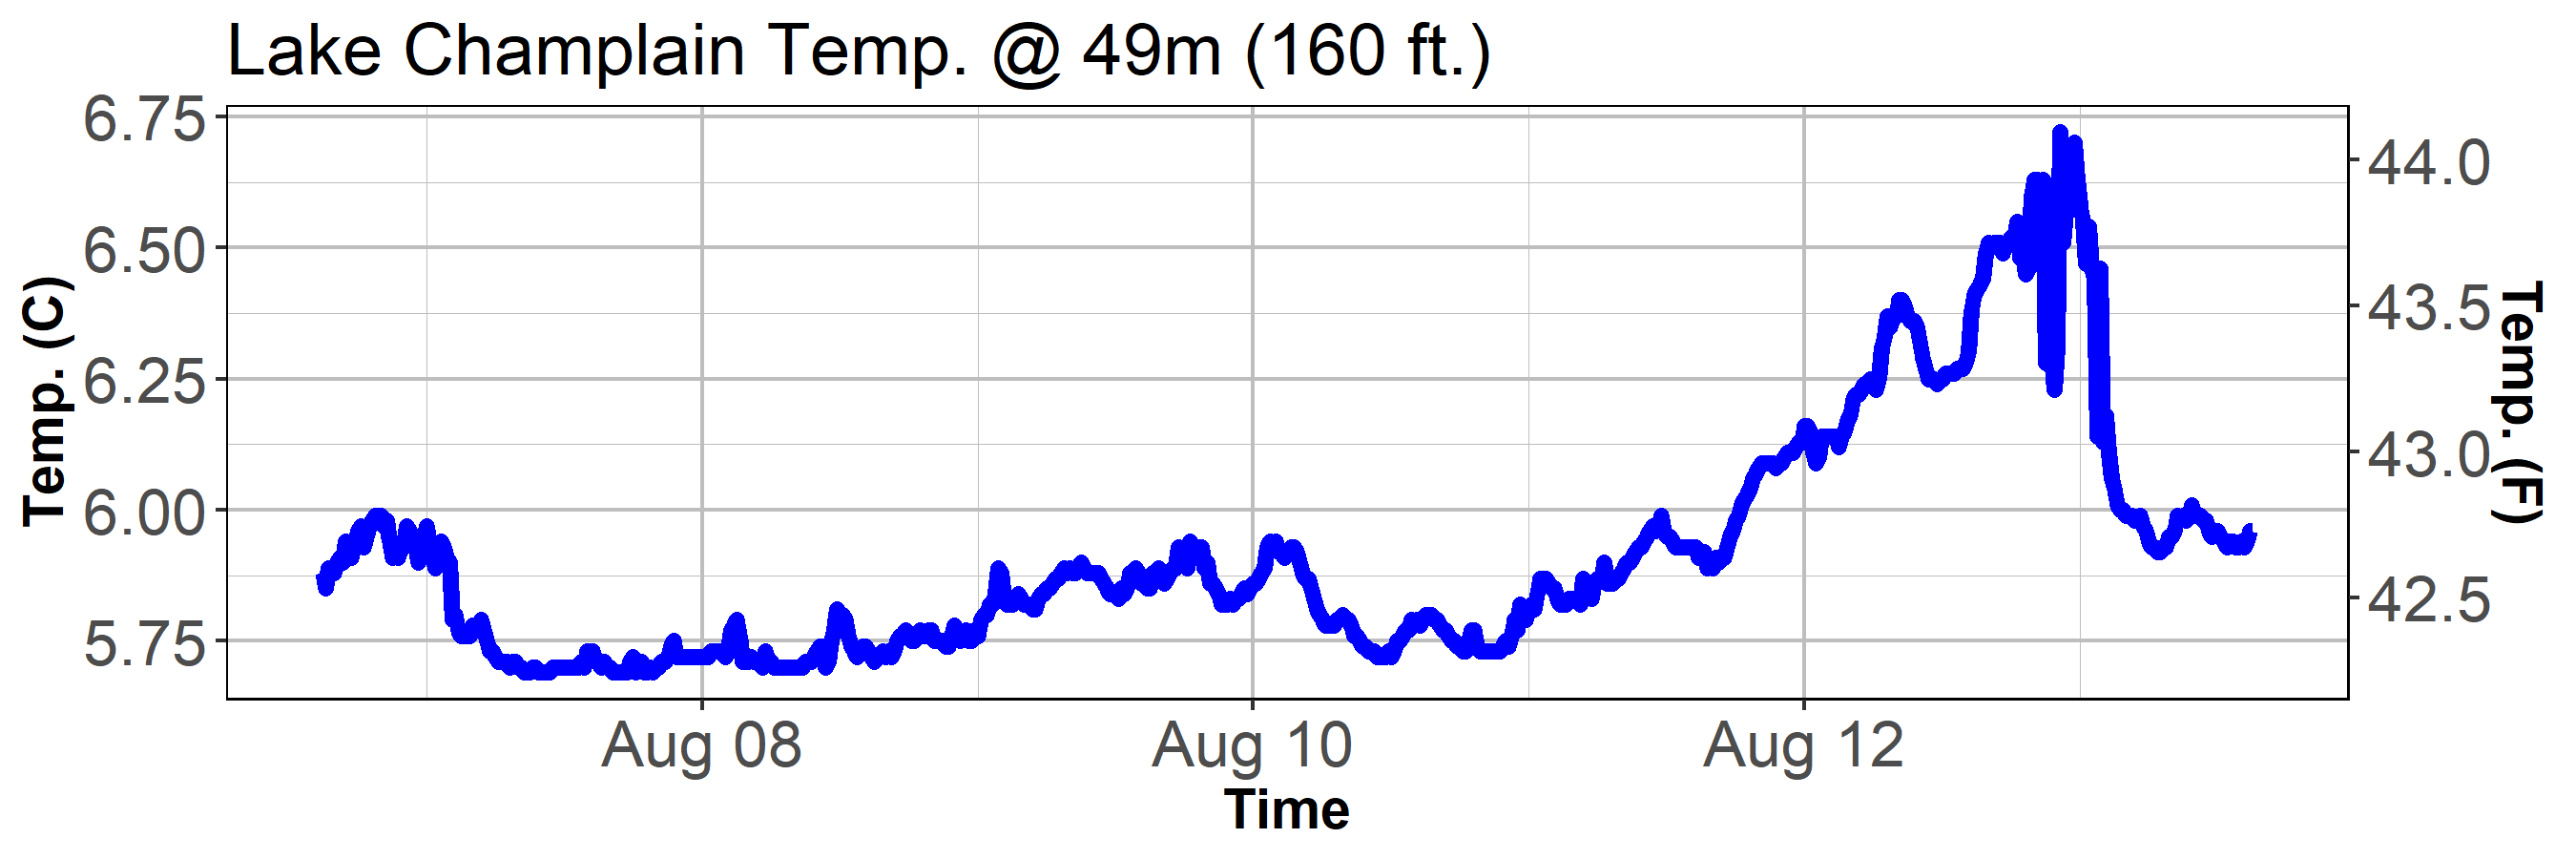 Lake Champlain Temp. @ 49m (160 ft.)
Temp. (C)
6.75
6.50
6.25
6.00
5.75
44.0
43.5
43.0
42.5
Temp. (F)
Aug 08
Aug 10
Aug 12
Time